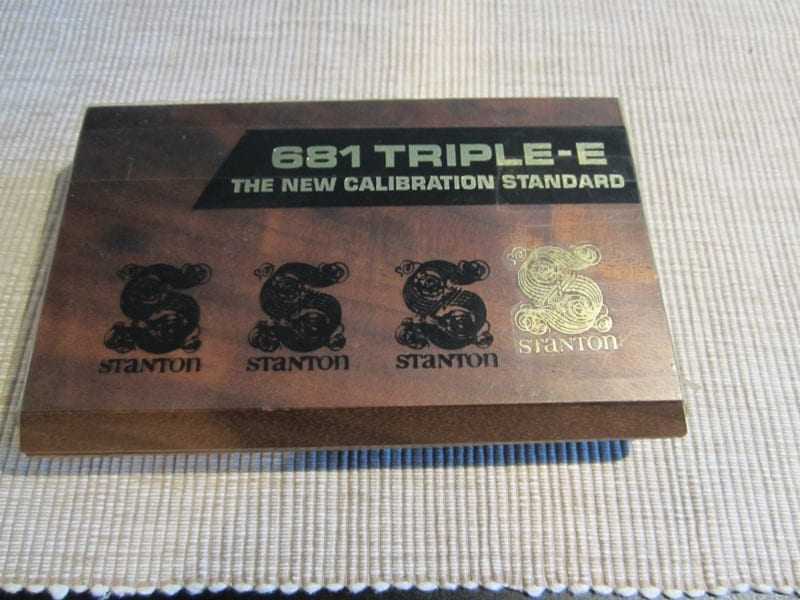 681 TRIPLE-E
THE NEW CALIBRATION STANDARD
STANTON STANTON STANTON STANTON